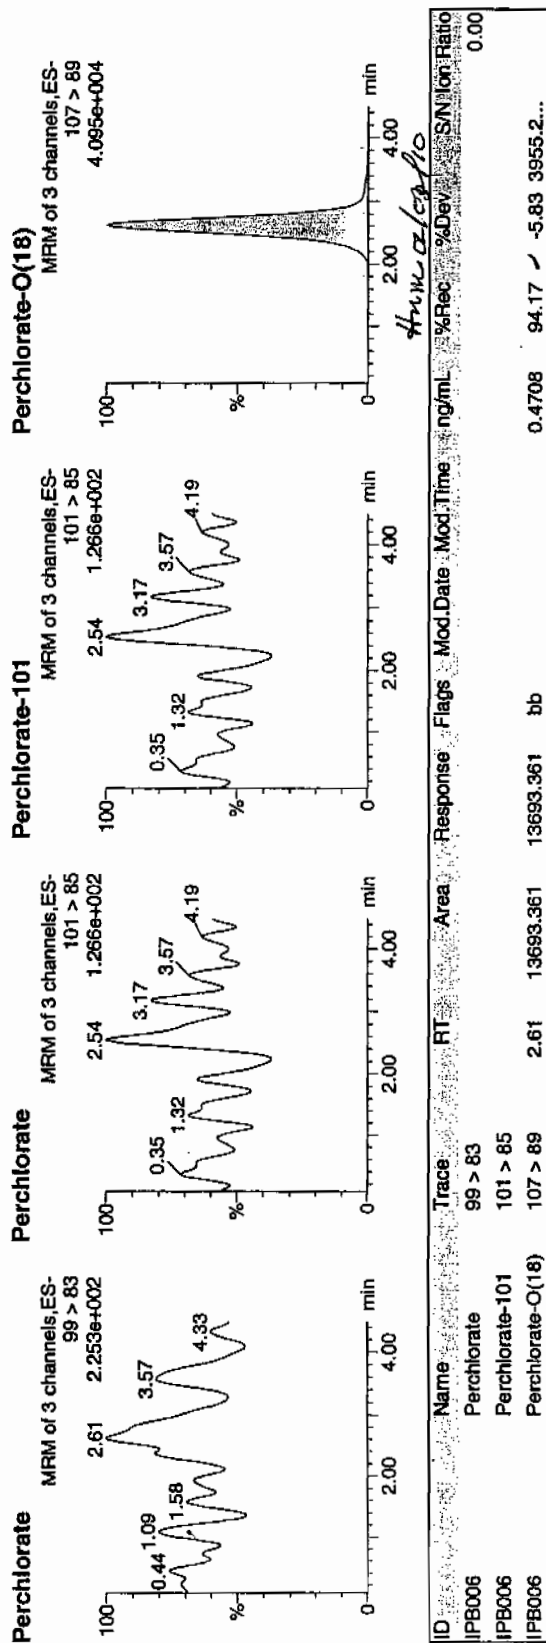 Perchlorate
MRM of 3 channels,ES-
99 > 83
2.253e+002
100
%
0
0.44
1.09
1.58
2.61
3.57
4.33
2.00
4.00
min
Perchlorate
MRM of 3 channels,ES-
101 > 85
1.266e+002
100
%
0
0.35
1.32
2.54
3.17
3.57
4.19
2.00
4.00
min
Perchlorate-101
MRM of 3 channels,ES-
101 > 85
1.266e+002
100
%
0
0.35
1.32
2.54
3.17
3.57
4.19
2.00
4.00
min
Perchlorate-O(18)
MRM of 3 channels,ES-
107 > 89
4.095e+004
100
%
0
2.00
4.00
min
ID Name Trace RT Area Response Flags Mod.Date Mod.Time ng/mL %Rec %Dev S/N Ion Ratio
IPB006 Perchlorate 99 > 83 0.00
IPB006 Perchlorate-101 101 > 85
IPB006 Perchlorate-O(18) 107 > 89 2.61 13693.361 13693.361 bb 0.4708 94.17 -5.83 3955.2...